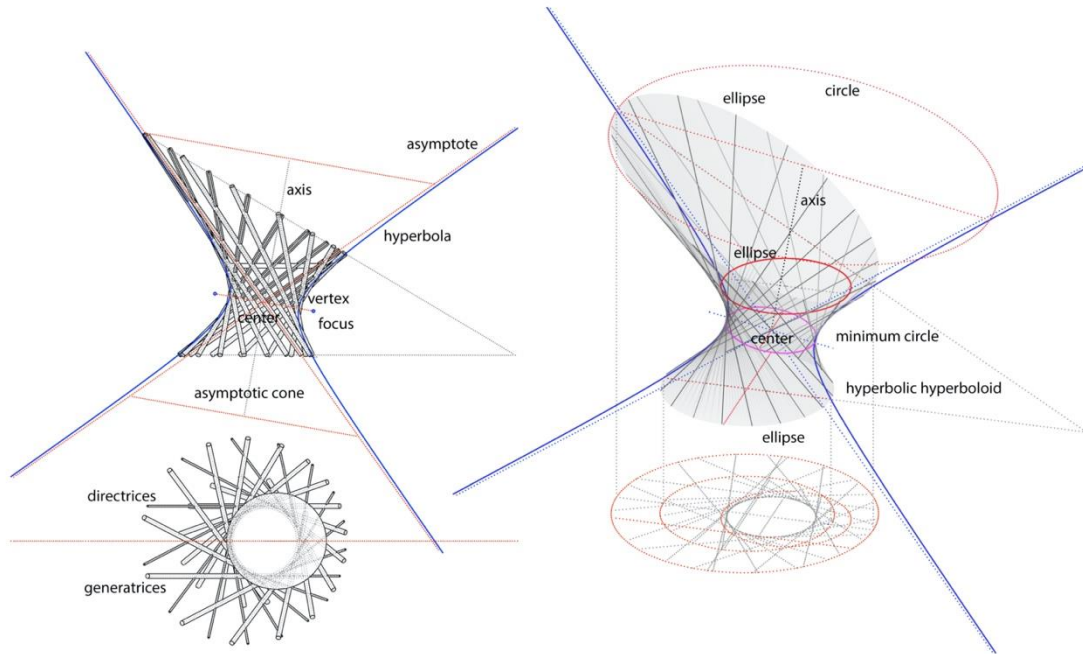 asymptote
axis
hyperbola
vertex
center
focus
asymptotic cone
directrices
generatrices
ellipse
circle
axis
ellipse
center
minimum circle
hyperbolic hyperboloid
ellipse